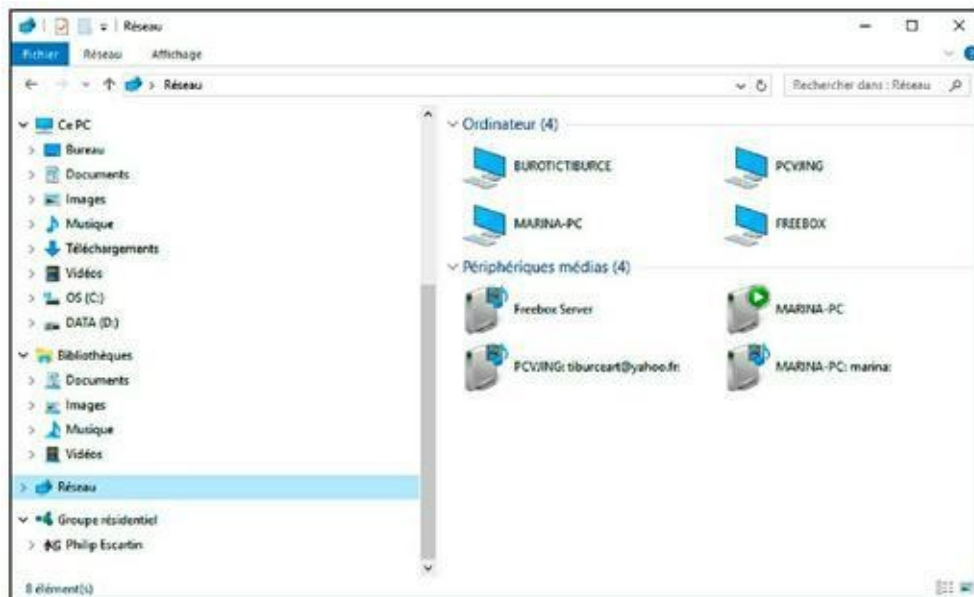 Réseau
Fichier Réseau Affichage
Réseau
Rechercher dans : Réseau
Ce PC
Bureau
Documents
Images
Musique
Téléchargements
Vidéos
OS (C:)
DATA (D:)
Bibliothèques
Documents
Images
Musique
Vidéos
Réseau
Groupe résidentiel
Philip Escartin
8 élément(s)
Ordinateur (4)
BUROTICTIBURCE
PCVJING
MARINA-PC
FREEBOX
Périphériques médias (4)
Freebox Server
MARINA-PC
PCVJING: tiburceart@yahoo.fr:
MARINA-PC: marina: